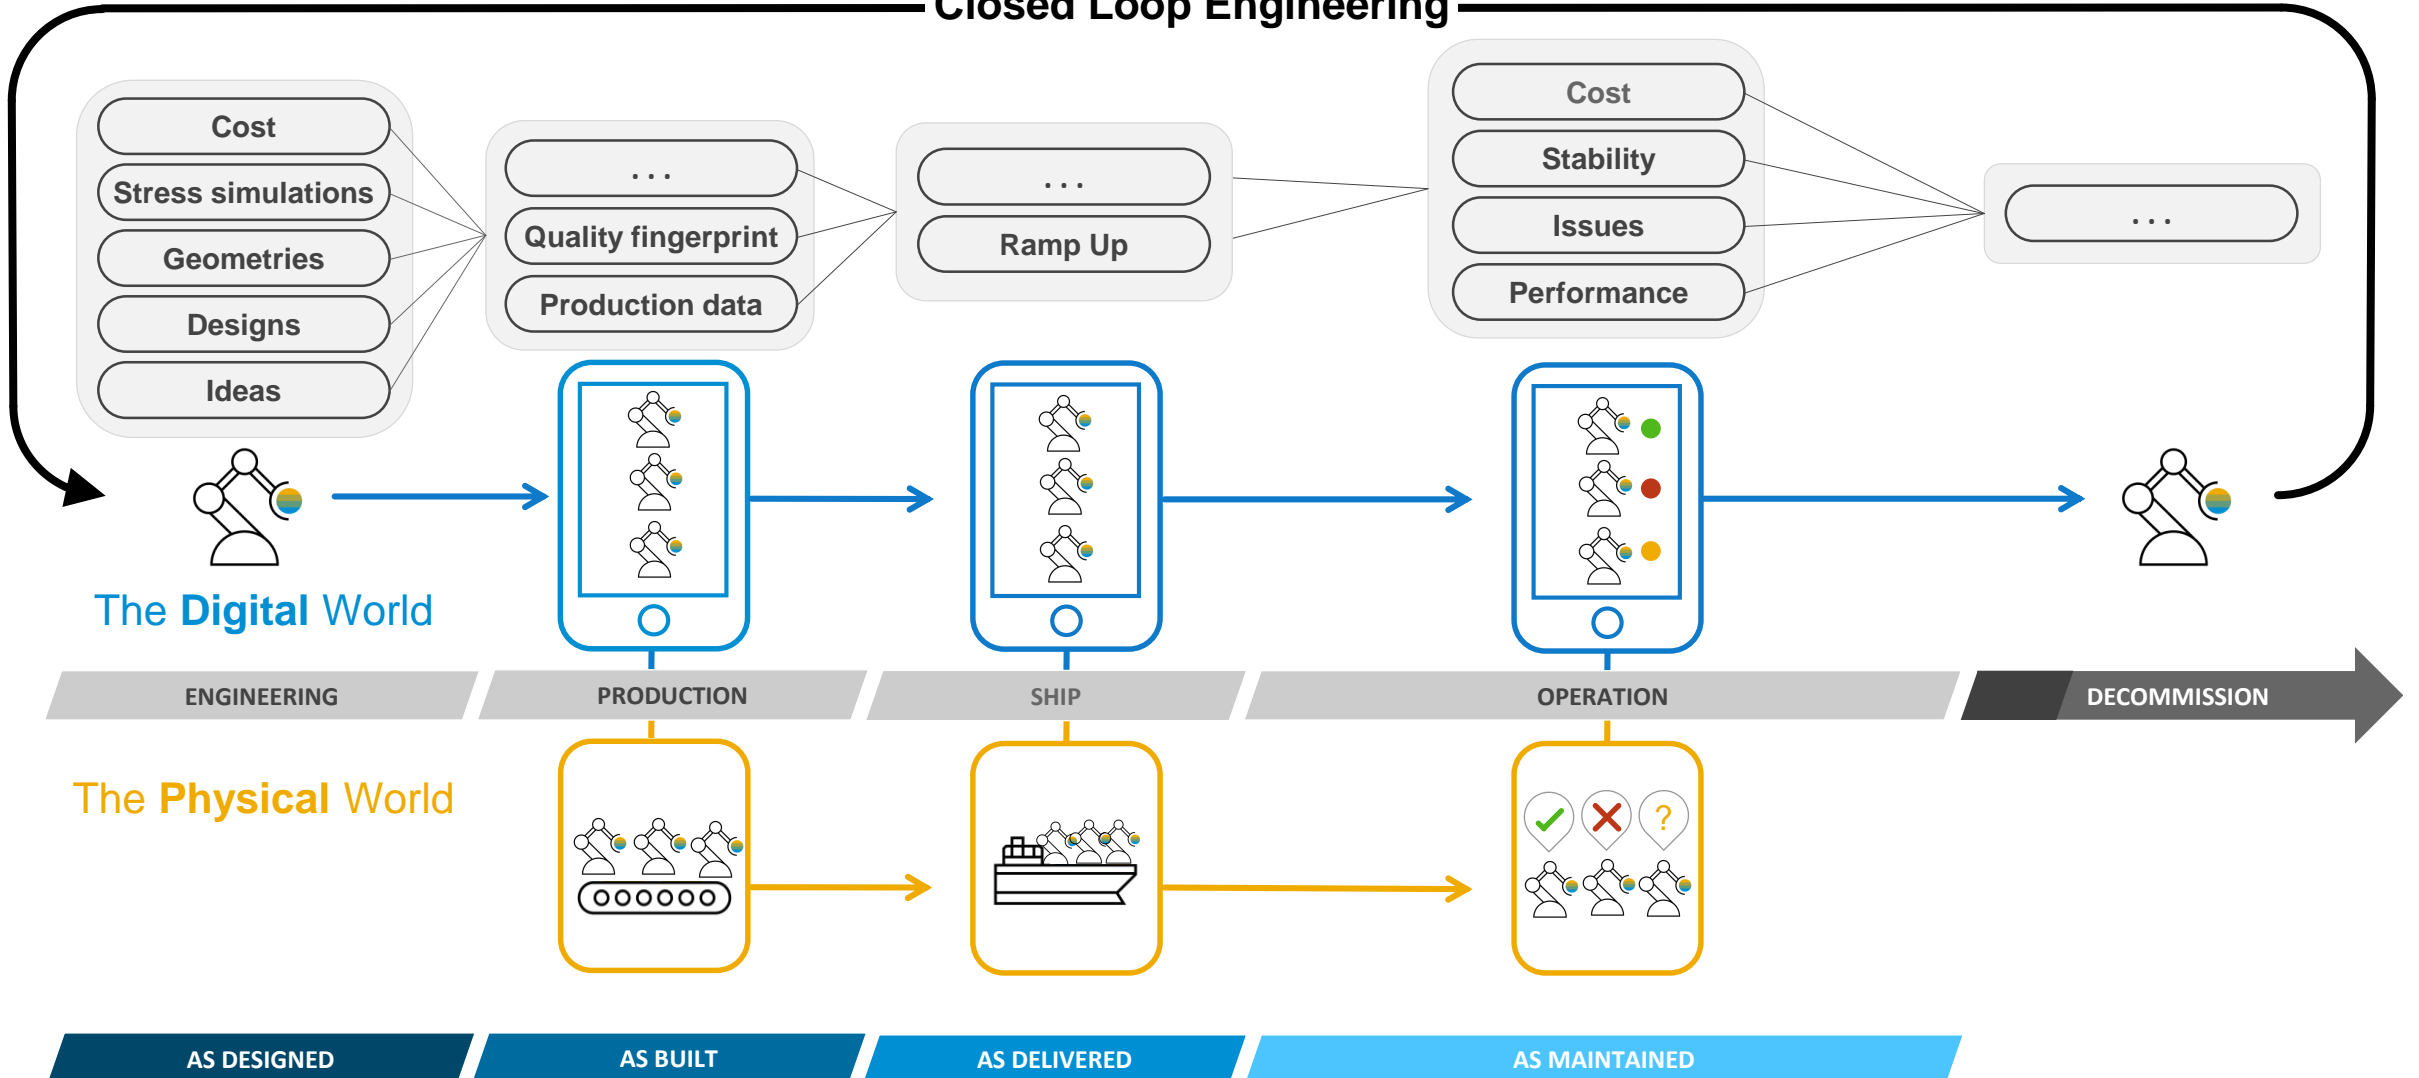 Closed Loop Engineering
Cost
Stress simulations
Geometries
Designs
Ideas
. . .
Quality fingerprint
Production data
. . .
Ramp Up
Cost
Stability
Issues
Performance
. . .
The Digital World
ENGINEERING
PRODUCTION
SHIP
OPERATION
DECOMMISSION
The Physical World
?
AS DESIGNED
AS BUILT
AS DELIVERED
AS MAINTAINED